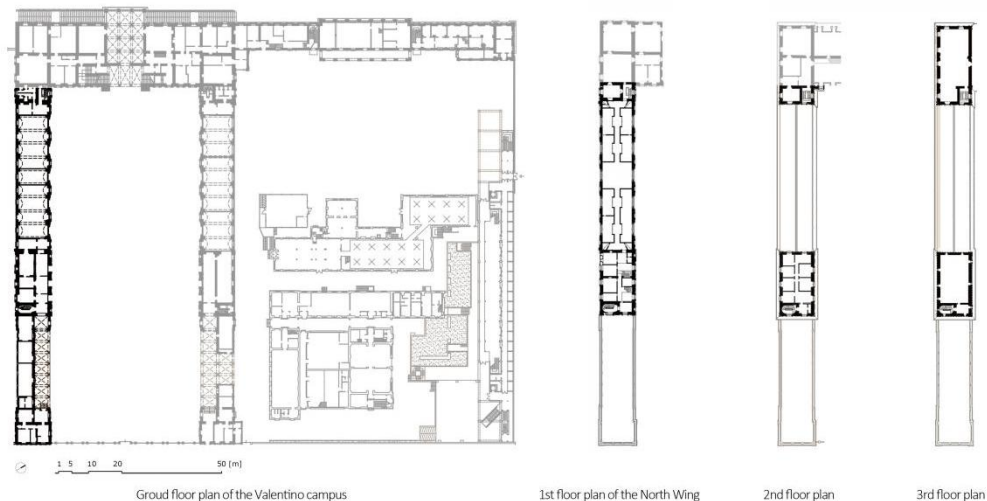 1 5 10 20 50 [m]
Groud floor plan of the Valentino campus
1st floor plan of the North Wing
2nd floor plan
3rd floor plan